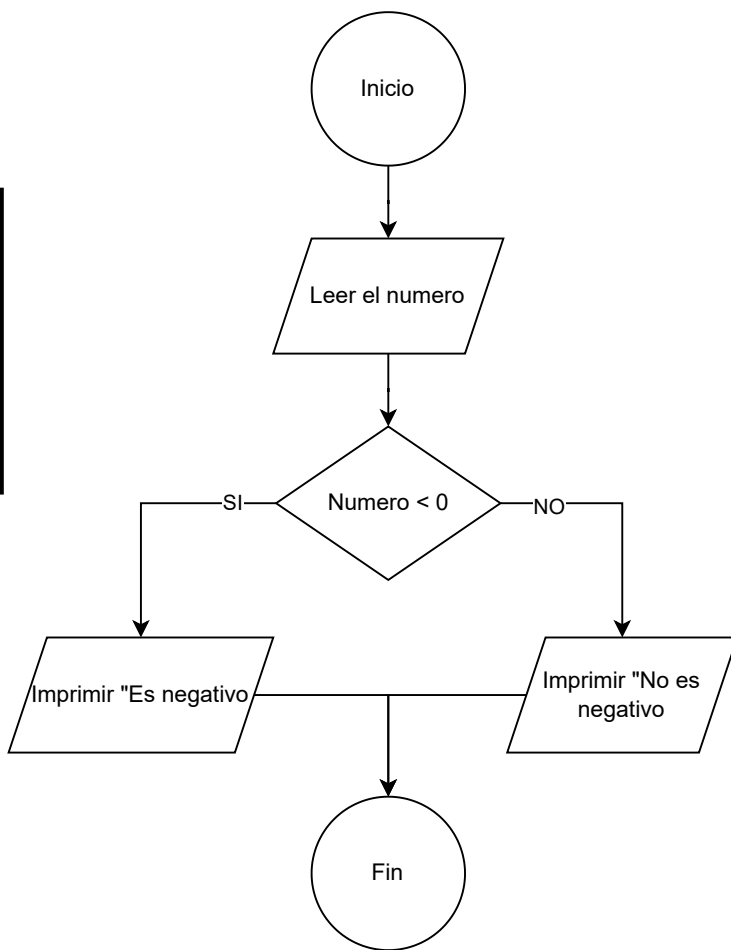 Inicio
Leer el numero
Numero < 0
SI
NO
Imprimir "Es negativo
Imprimir "No es
negativo
Fin